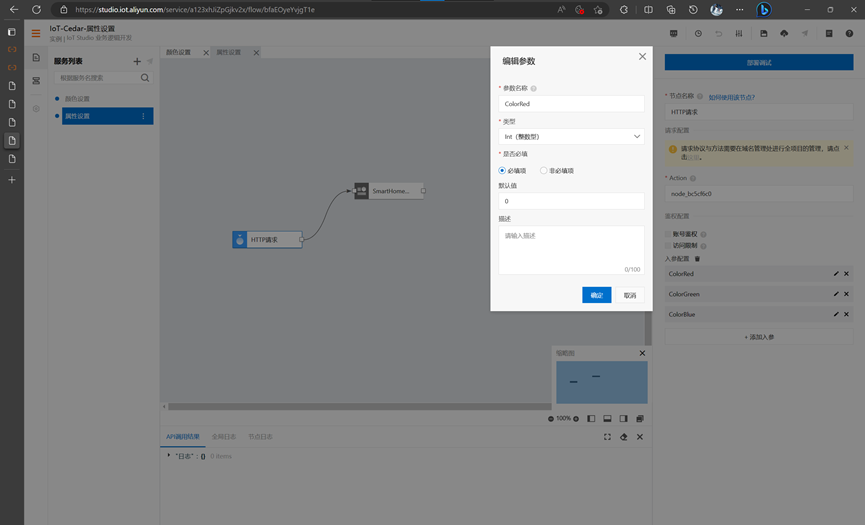 https://studio.iot.aliyun.com/service/a123xhJiZpGjkv2x/flow/bfaEOyeYvjgT1e
IoT-Cedar-属性设置
实例 | IoT Studio 业务逻辑开发
服务列表
根据服务名搜索
颜色设置
属性设置
颜色设置
属性设置
SmartHome...
HTTP请求
缩略图
100%
API调用结果
全局日志
节点日志
"日志" : {} 0 items
编辑参数
* 参数名称
ColorRed
* 类型
Int（整数型）
* 是否必填
必填项
非必填项
默认值
0
描述
请输入描述
0/100
确定
取消
部署调试
* 节点名称
如何使用该节点?
HTTP请求
请求配置
请求协议与方法需要在域名管理处进行全项目的管理，请点
击
* Action
node_bc5cf6c0
鉴权配置
账号鉴权
访问限制
入参配置
ColorRed
ColorGreen
ColorBlue
+ 添加入参